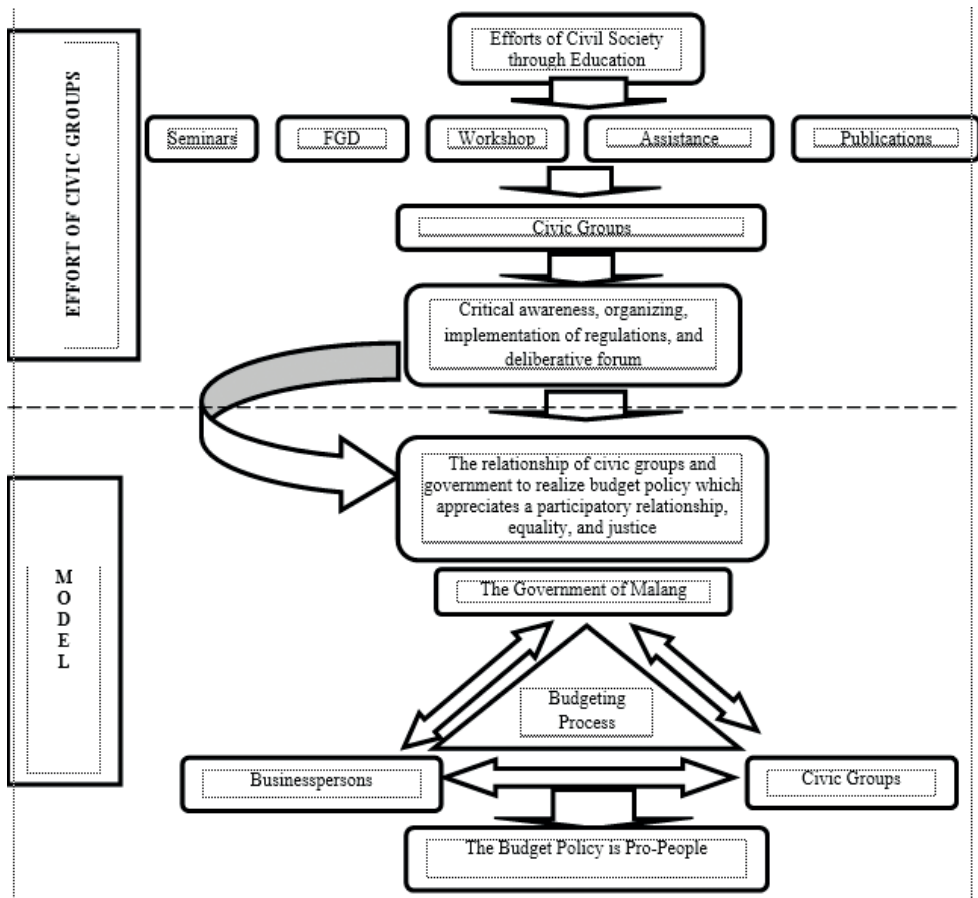 EFFORT OF CIVIC GROUPS
Efforts of Civil Society
through Education
Seminars
FGD
Workshop
Assistance
Publications
Civic Groups
Critical awareness, organizing,
implementation of regulations, and
deliberative forum
The relationship of civic groups and
government to realize budget policy which
appreciates a participatory relationship,
equality, and justice
M
O
D
E
L
The Government of Malang
Budgeting
Process
Businesspersons
Civic Groups
The Budget Policy is Pro-People